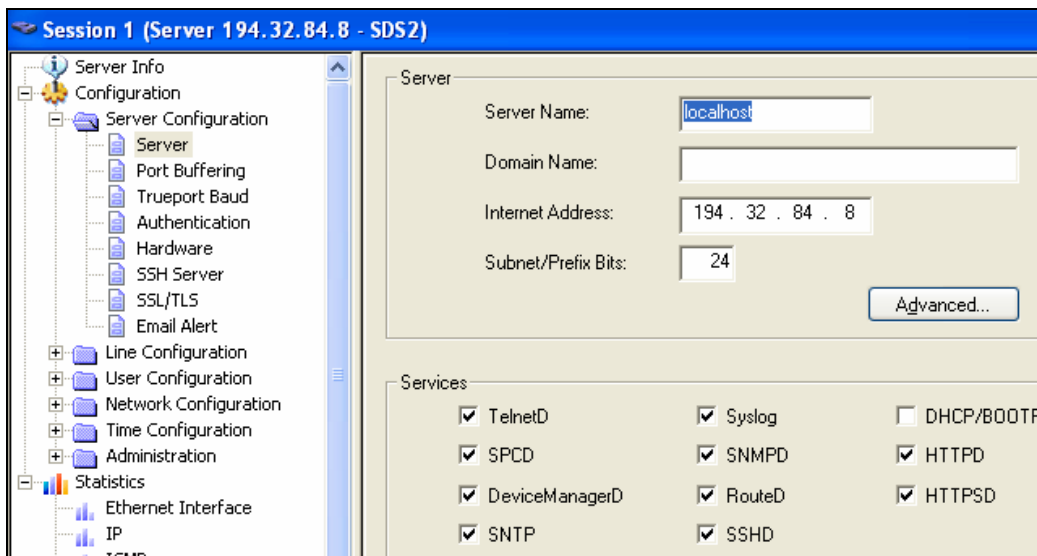 Session 1 (Server 194.32.84.8 - SDS2)
Server Info
Configuration
Server Configuration
Server
Port Buffering
Trueport Baud
Authentication
Hardware
SSH Server
SSL/TLS
Email Alert
Line Configuration
User Configuration
Network Configuration
Time Configuration
Administration
Statistics
Ethernet Interface
IP
Server
Server Name: localhost
Domain Name:
Internet Address: 194 . 32 . 84 . 8
Subnet/Prefix Bits: 24
Advanced...
Services
TelnetD Syslog DHCP/BOOTP
SPCD SNMPD HTTPD
DeviceManagerD RouteD HTTPSD
SNTP SSHD